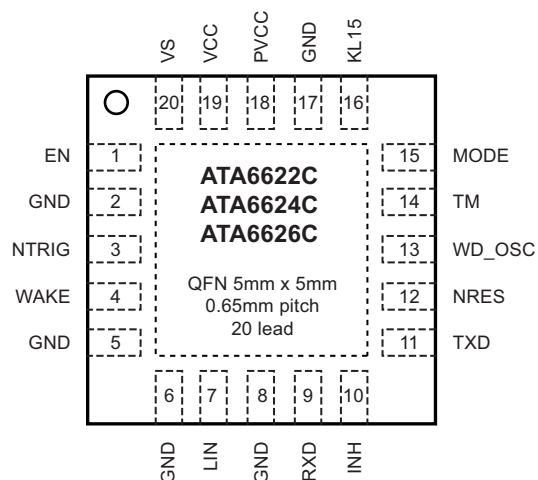 VS
VCC
PVCC
GND
KL15
20
19
18
17
16
EN
1
15
MODE
GND
2
14
TM
NTRIG
3
13
WD_OSC
WAKE
4
12
NRES
GND
5
11
TXD
ATA6622C
ATA6624C
ATA6626C
QFN 5mm x 5mm
0.65mm pitch
20 lead
6
7
8
9
10
GND
LIN
GND
RXD
INH